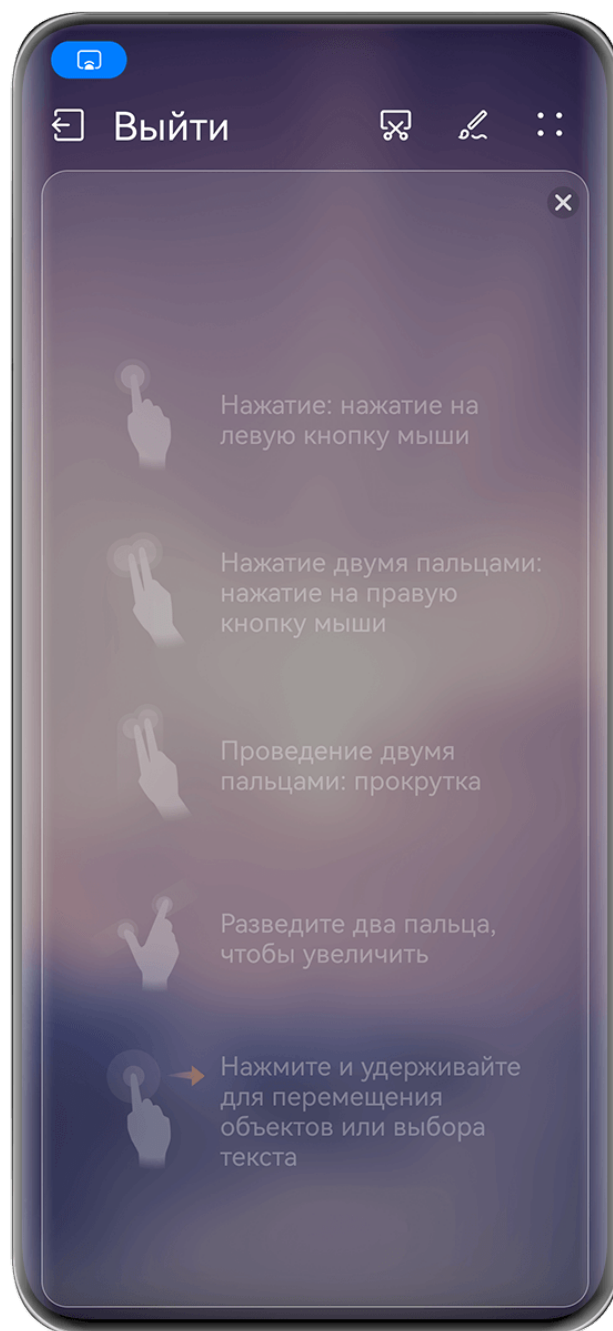 Выйти
Нажатие: нажатие на
левую кнопку мыши
Нажатие двумя пальцами:
нажатие на правую
кнопку мыши
Проведение двумя
пальцами: прокрутка
Разведите два пальца,
чтобы увеличить
Нажмите и удерживайте
для перемещения
объектов или выбора
текста